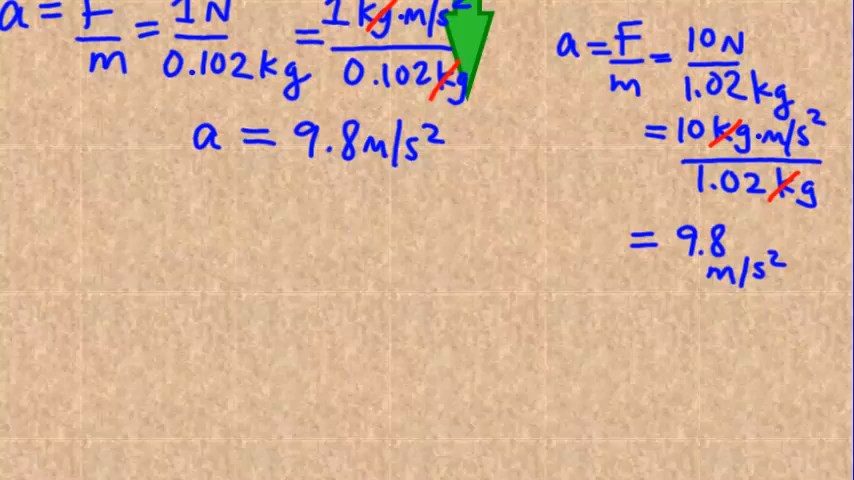 a = F/m = 1N/0.102kg = 1kg·m/s²/0.102kg
a = 9.8m/s²
a = F/m = 10N/1.02kg
= 10kg·m/s²/1.02kg
= 9.8
m/s²